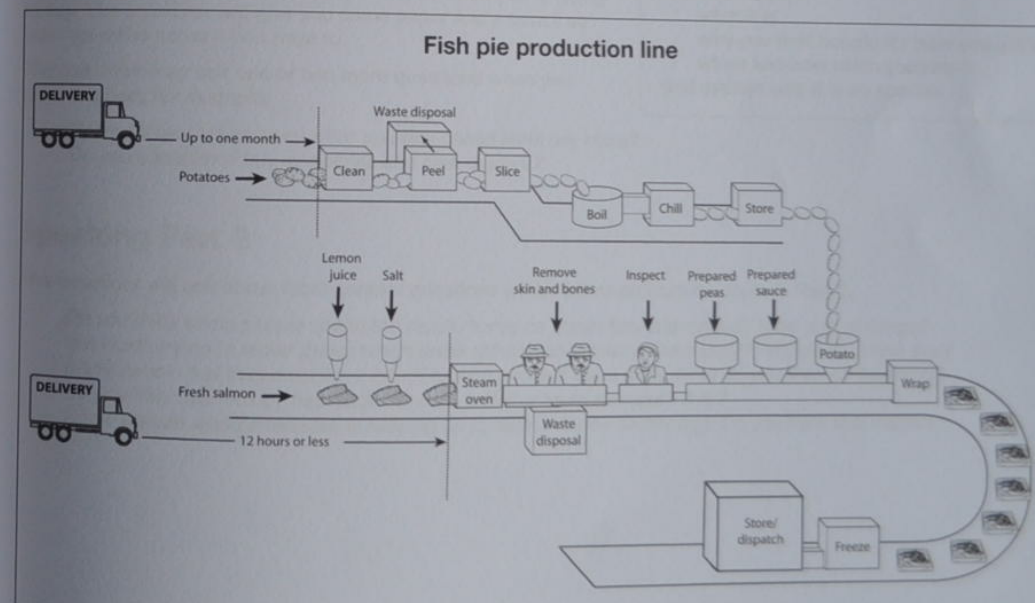 Fish pie production line
DELIVERY
Up to one month
Waste disposal
Potatoes
Clean
Peel
Slice
Boil
Chill
Store
Lemon
juice
Salt
Remove
skin and bones
Inspect
Prepared
peas
Prepared
sauce
Potato
DELIVERY
Fresh salmon
Steam
oven
Wrap
12 hours or less
Waste
disposal
Store/
dispatch
Freeze